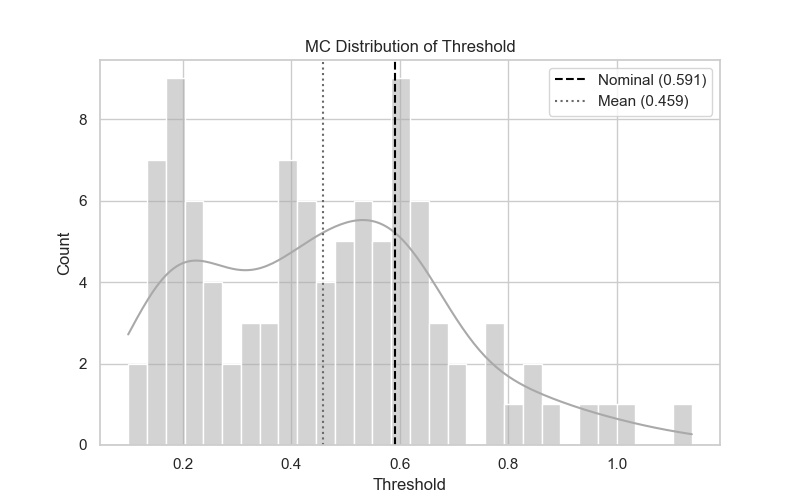 MC Distribution of Threshold
Nominal (0.591)
Mean (0.459)
Count
8
6
4
2
0
0.2 0.4 0.6 0.8 1.0
Threshold